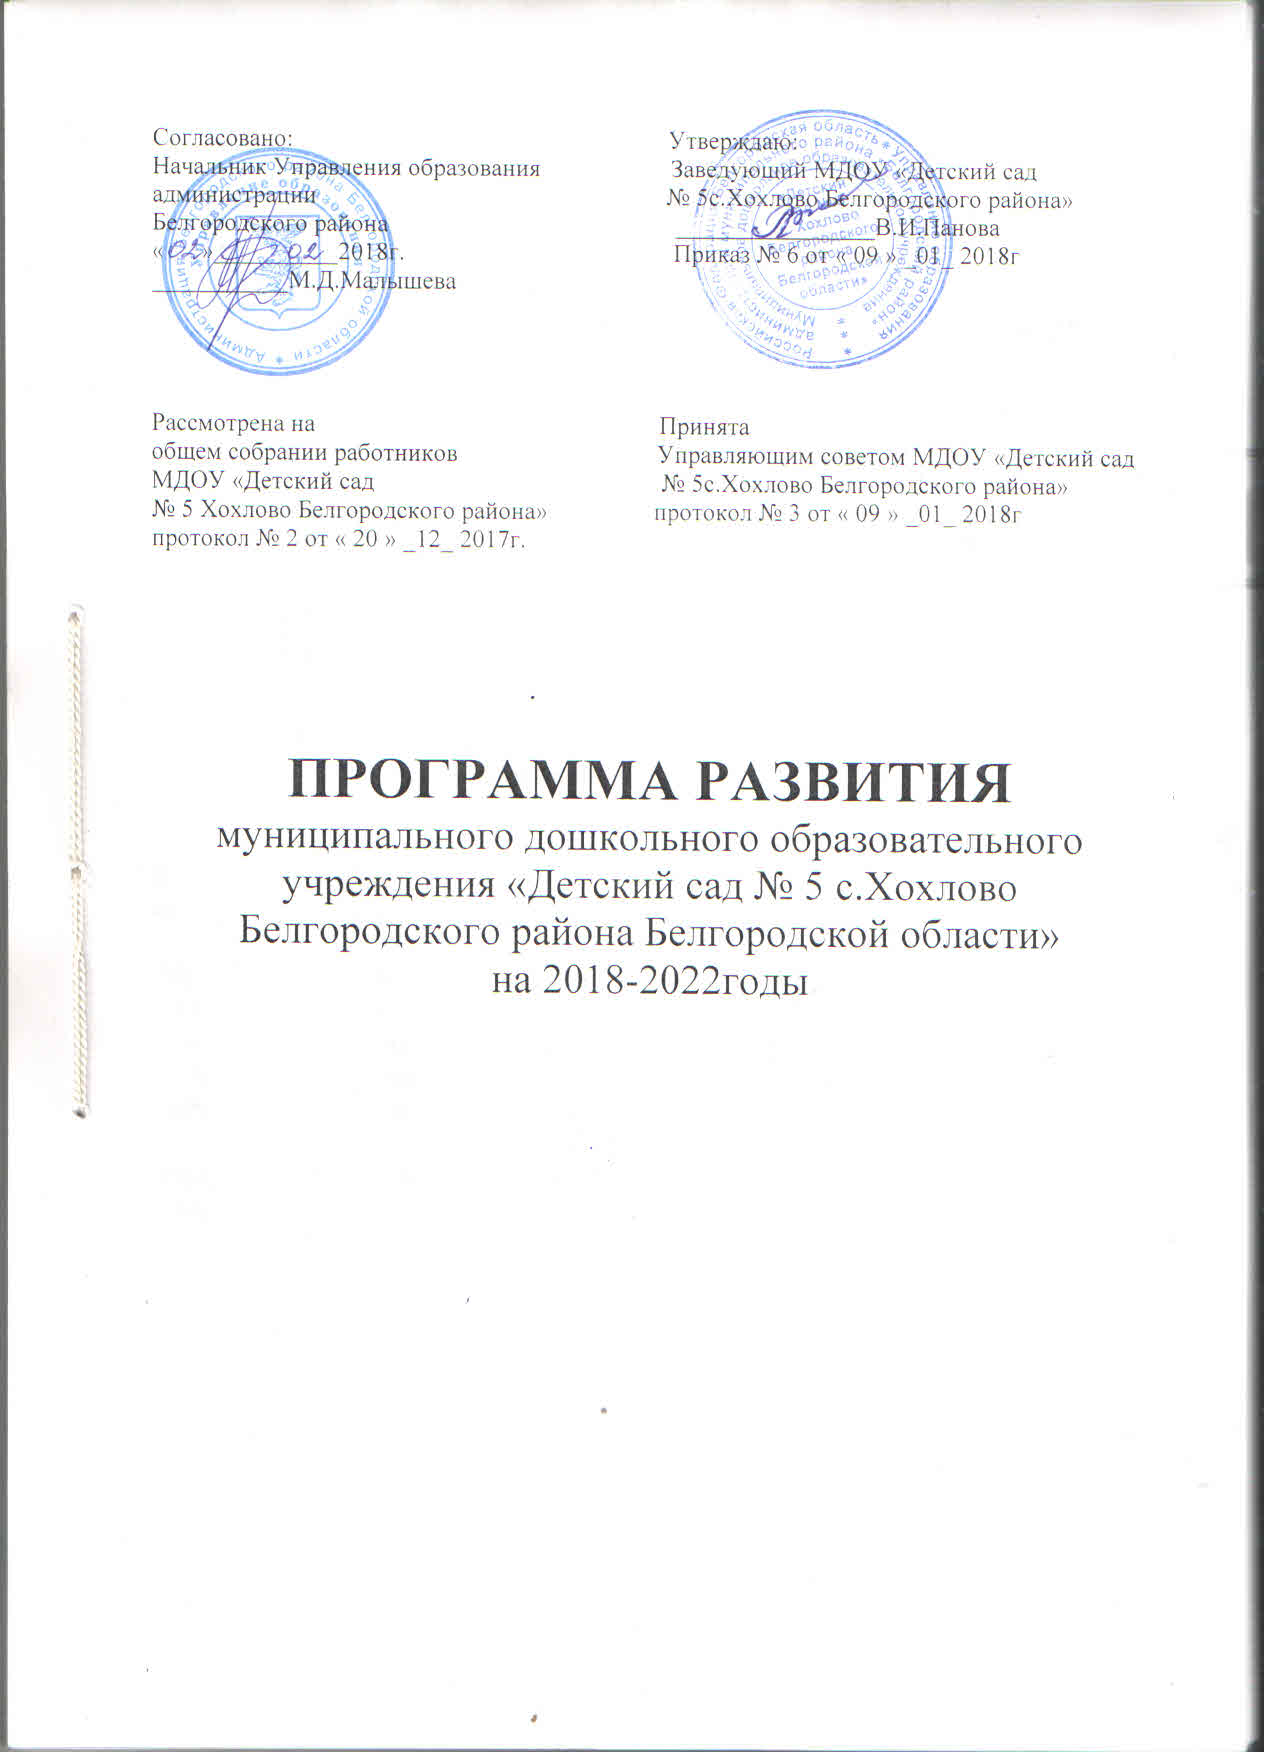 Согласовано:
Начальник Управления образования
администрации
Белгородского района
« 02 » 02 2018г.
______________М.Д.Малышева
Утверждаю:
Заведующий МДОУ «Детский сад
№ 5с.Хохлово Белгородского района»
________________В.И.Панова
Приказ № 6 от « 09 » _01_ 2018г
Рассмотрена на
общем собрании работников
МДОУ «Детский сад
№ 5 Хохлово Белгородского района»
протокол № 2 от « 20 » _12_ 2017г.
Принята
Управляющим советом МДОУ «Детский сад
№ 5с.Хохлово Белгородского района»
протокол № 3 от « 09 » _01_ 2018г
ПРОГРАММА РАЗВИТИЯ
муниципального дошкольного образовательного
учреждения «Детский сад № 5 с.Хохлово
Белгородского района Белгородской области»
на 2018-2022годы